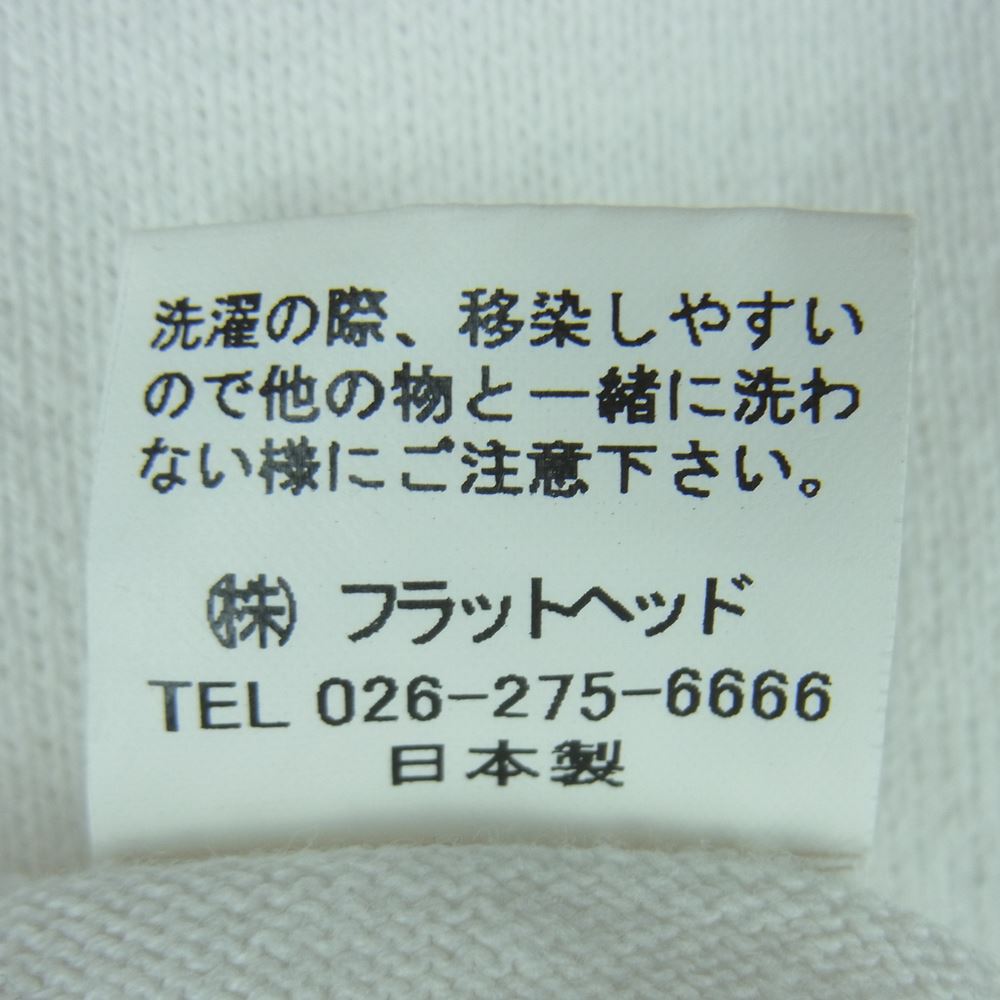 洗濯の際、移染しやすい
ので他の物と一緒に洗わ
ない様にご注意下さい。
㈱ フラットヘッド
TEL 026-275-6666
日本製